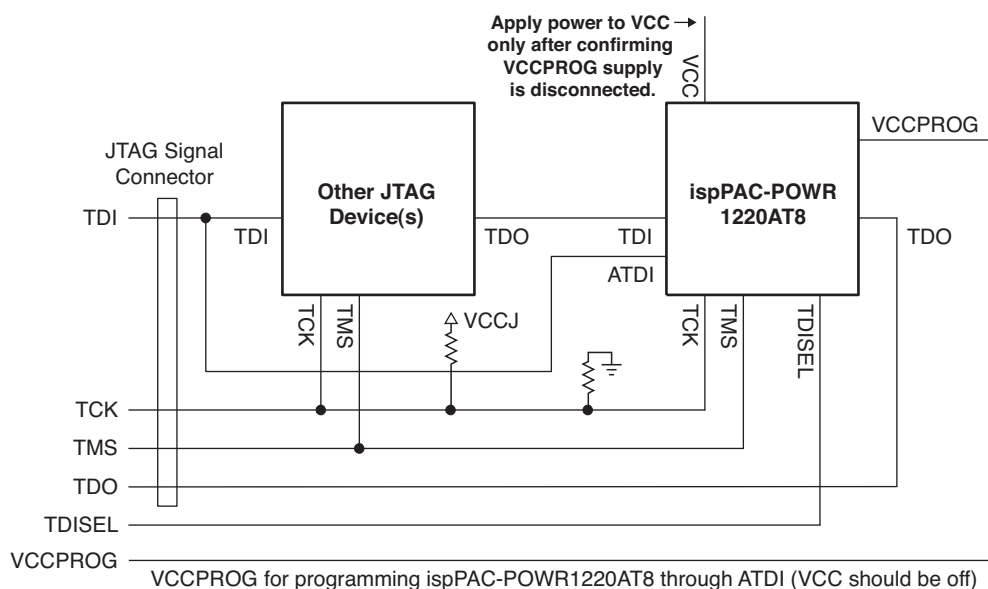 Apply power to VCC
only after confirming
VCCPROG supply
is disconnected.
VCC
VCCPROG
JTAG Signal
Connector
Other JTAG
Device(s)
ispPAC-POWR
1220AT8
TDI
TDI
TDO
TDI
TDO
ATDI
TCK
TMS
VCCJ
TCK
TMS
TDISEL
TCK
TMS
TDO
TDISEL
VCCPROG
VCCPROG for programming ispPAC-POWR1220AT8 through ATDI (VCC should be off)